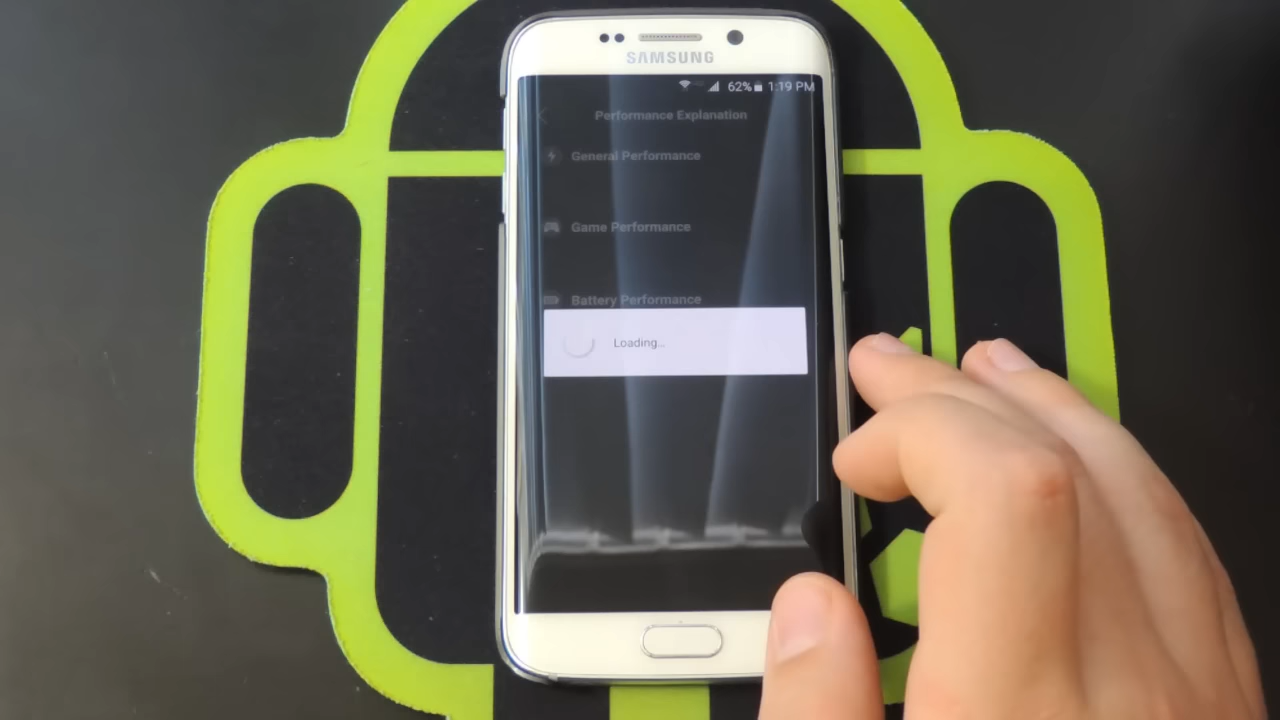 SAMSUNG
62% 1:19 PM
Performance Explanation
General Performance
Game Performance
Battery Performance
Loading...